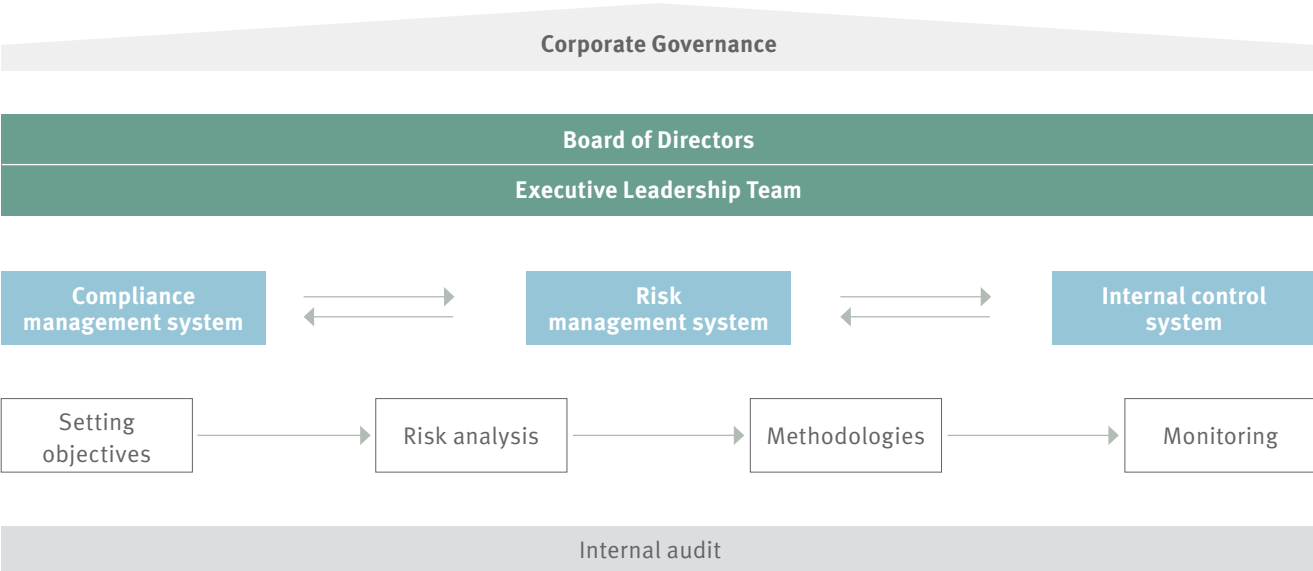 Corporate Governance
Board of Directors
Executive Leadership Team
Compliance
management system
Risk
management system
Internal control
system
Setting
objectives
Risk analysis
Methodologies
Monitoring
Internal audit